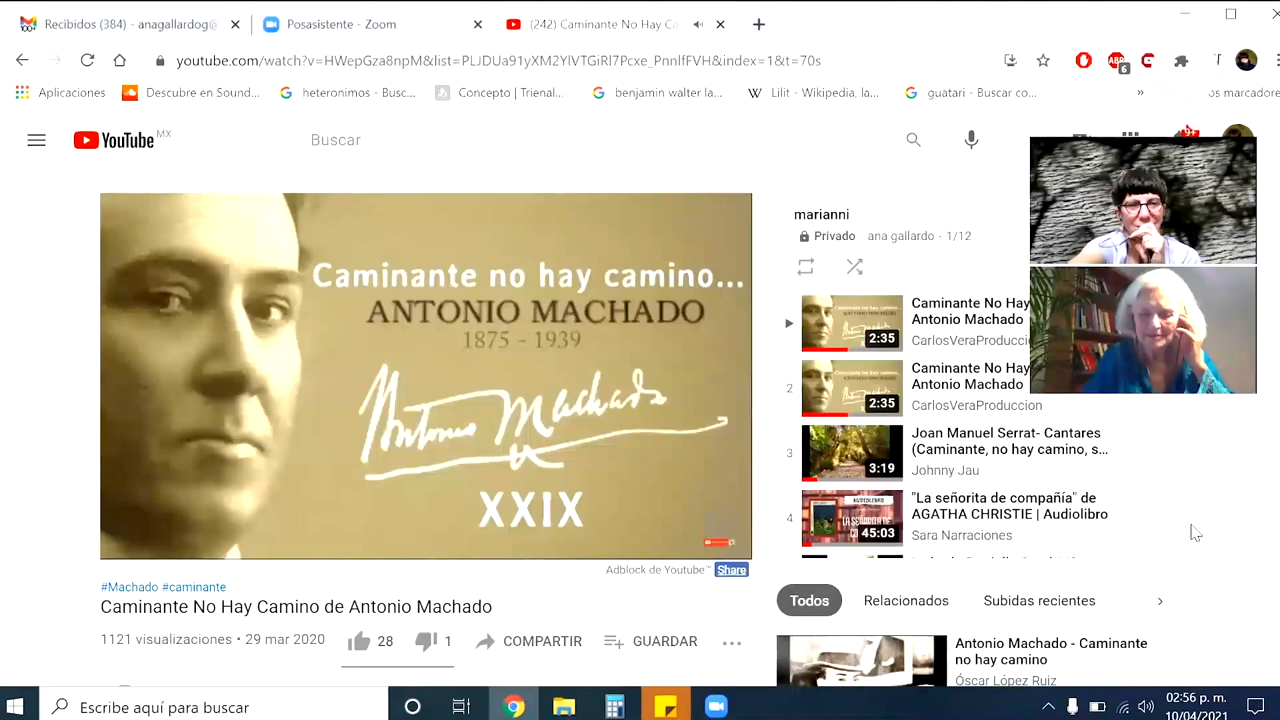 Recibidos (384) - anagallardog@
Posasistente - Zoom
(242) Caminante No Hay Ca
youtube.com/watch?v=HWepGza8npM&list=PLJDUa91yXM2YlVTGiRl7Pcxe_PnnlfFVH&index=1&t=70s
6
Aplicaciones
Descubre en Sound...
heteronimos - Busc...
Concepto | Trienal...
benjamin walter la...
Lilit - Wikipedia, la...
guatari - Buscar co...
»
os marcadores
YouTube MX
Buscar
9+
Caminante no hay camino...
ANTONIO MACHADO
1875 - 1939
Antonio Machado
XXIX
marianni
Privado ana gallardo - 1/12
Caminante No Hay
Antonio Machado
CarlosVeraProduccio
2:35
2
Caminante No Hay
Antonio Machado
CarlosVeraProduccion
2:35
3
Joan Manuel Serrat- Cantares
(Caminante, no hay camino, s...
Johnny Jau
3:19
4
"La señorita de compañía" de
AGATHA CHRISTIE | Audiolibro
Sara Narraciones
AUDIOLIBRO
45:03
Adblock de Youtube™ Share
#Machado #caminante
Caminante No Hay Camino de Antonio Machado
1121 visualizaciones • 29 mar 2020
28
1
COMPARTIR
GUARDAR
Todos
Relacionados
Subidas recientes
Antonio Machado - Caminante
no hay camino
Óscar López Ruiz
Escribe aquí para buscar
02:56 p. m.
10/04/2021